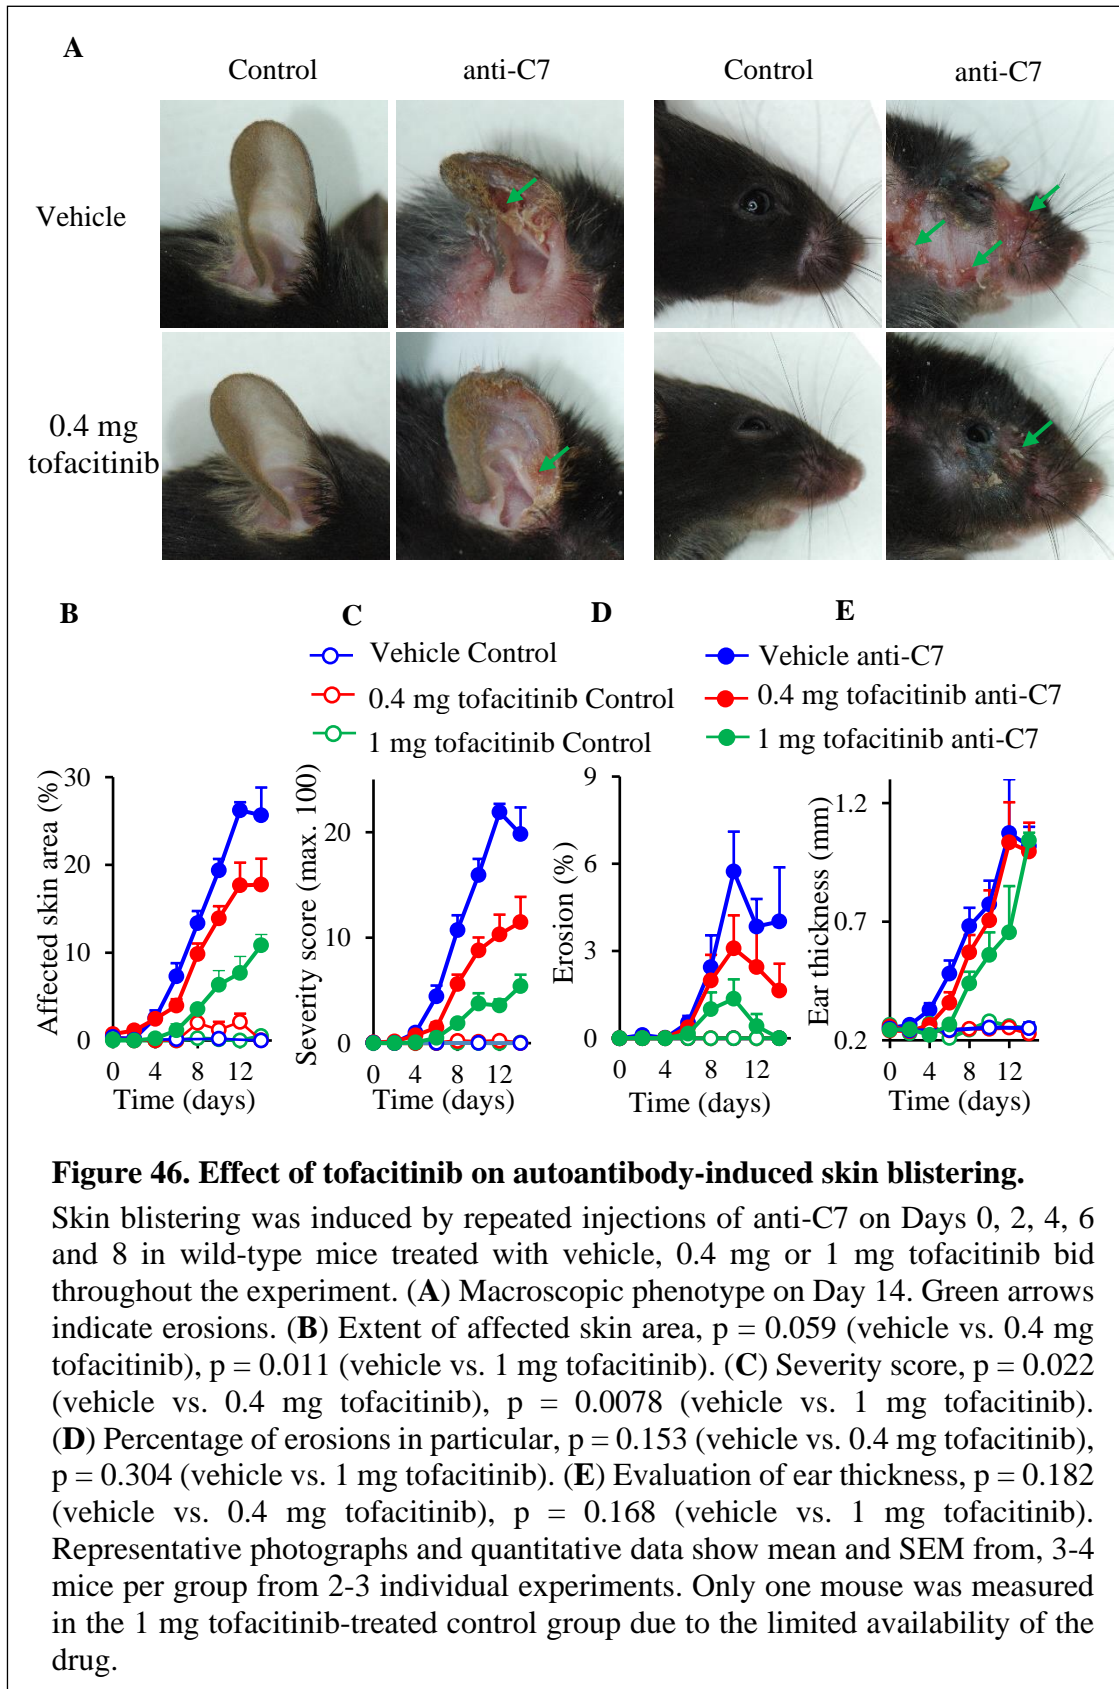 A
Control anti-C7 Control anti-C7
Vehicle
0.4 mg
tofacitinib
B C D E
Vehicle Control Vehicle anti-C7
0.4 mg tofacitinib Control 0.4 mg tofacitinib anti-C7
1 mg tofacitinib Control 1 mg tofacitinib anti-C7
Affected skin area (%)
30
20
10
0
0 4 8 12
Time (days)
Severity score (max. 100)
20
10
0
0 4 8 12
Time (days)
Erosion (%)
9
6
3
0
0 4 8 12
Time (days)
Ear thickness (mm)
1.2
0.7
0.2
0 4 8 12
Time (days)
Figure 46. Effect of tofacitinib on autoantibody-induced skin blistering.
Skin blistering was induced by repeated injections of anti-C7 on Days 0, 2, 4, 6
and 8 in wild-type mice treated with vehicle, 0.4 mg or 1 mg tofacitinib bid
throughout the experiment. (A) Macroscopic phenotype on Day 14. Green arrows
indicate erosions. (B) Extent of affected skin area, p = 0.059 (vehicle vs. 0.4 mg
tofacitinib), p = 0.011 (vehicle vs. 1 mg tofacitinib). (C) Severity score, p = 0.022
(vehicle vs. 0.4 mg tofacitinib), p = 0.0078 (vehicle vs. 1 mg tofacitinib).
(D) Percentage of erosions in particular, p = 0.153 (vehicle vs. 0.4 mg tofacitinib),
p = 0.304 (vehicle vs. 1 mg tofacitinib). (E) Evaluation of ear thickness, p = 0.182
(vehicle vs. 0.4 mg tofacitinib), p = 0.168 (vehicle vs. 1 mg tofacitinib).
Representative photographs and quantitative data show mean and SEM from, 3-4
mice per group from 2-3 individual experiments. Only one mouse was measured
in the 1 mg tofacitinib-treated control group due to the limited availability of the
drug.